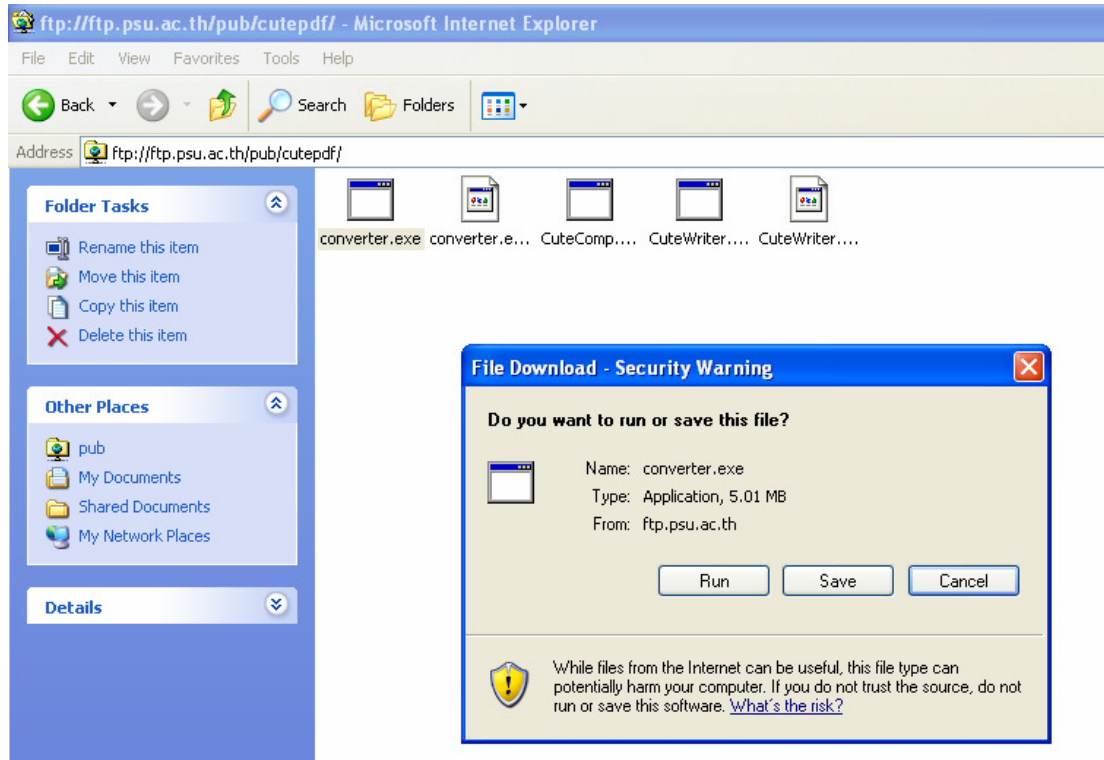 ftp://ftp.psu.ac.th/pub/cutepdf/ - Microsoft Internet Explorer
File Edit View Favorites Tools Help
Back Search Folders
Address ftp://ftp.psu.ac.th/pub/cutepdf/
Folder Tasks
Rename this item
Move this item
Copy this item
Delete this item
Other Places
pub
My Documents
Shared Documents
My Network Places
Details
converter.exe converter.e... CuteComp.... CuteWriter.... CuteWriter....
File Download - Security Warning
Do you want to run or save this file?
Name: converter.exe
Type: Application, 5.01 MB
From: ftp.psu.ac.th
Run Save Cancel
While files from the Internet can be useful, this file type can
potentially harm your computer. If you do not trust the source, do not
run or save this software. What's the risk?